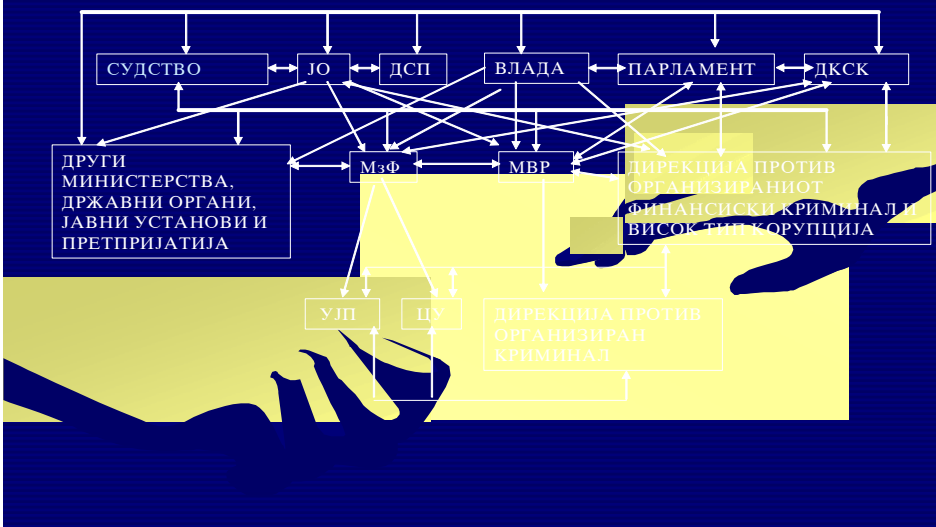 СУДСТВО
ЈО
ДСП
ВЛАДА
ПАРЛАМЕНТ
ДКСК
ДРУГИ
МИНИСТЕРСТВА,
ДРЖАВНИ ОРГАНИ,
ЈАВНИ УСТАНОВИ И
ПРЕТПРИЈАТИЈА
МзФ
МВР
ДИРЕКЦИЈА ПРОТИВ
ОРГАНИЗИРАНИОТ
ФИНАНСИСКИ КРИМИНАЛ И
ВИСОК ТИП КОРУПЦИЈА
УЈП
ЦУ
ДИРЕКЦИЈА ПРОТИВ
ОРГАНИЗИРАН
КРИМИНАЛ